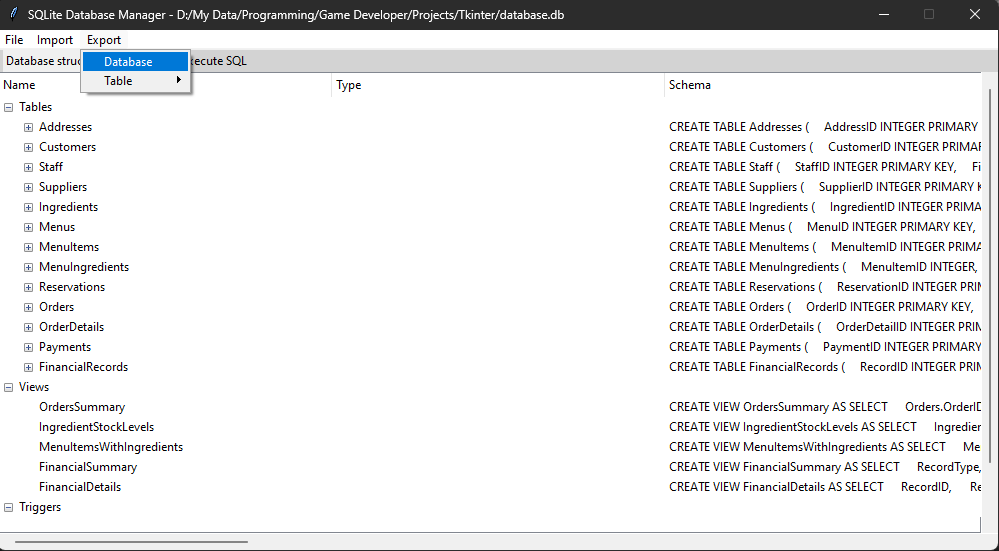 SQLite Database Manager - D:/My Data/Programming/Game Developer/Projects/Tkinter/database.db
File Import Export
Database struc ecute SQL
Database
Table
Name Type Schema
Tables
Addresses CREATE TABLE Addresses ( AddressID INTEGER PRIMARY
Customers CREATE TABLE Customers ( CustomerID INTEGER PRIMAR
Staff CREATE TABLE Staff ( StaffID INTEGER PRIMARY KEY, Fi
Suppliers CREATE TABLE Suppliers ( SupplierID INTEGER PRIMARY K
Ingredients CREATE TABLE Ingredients ( IngredientID INTEGER PRIMA
Menus CREATE TABLE Menus ( MenuID INTEGER PRIMARY KEY,
MenuItems CREATE TABLE MenuItems ( MenuItemID INTEGER PRIMA
MenuIngredients CREATE TABLE MenuIngredients ( MenuItemID INTEGER,
Reservations CREATE TABLE Reservations ( ReservationID INTEGER PRIM
Orders CREATE TABLE Orders ( OrderID INTEGER PRIMARY KEY,
OrderDetails CREATE TABLE OrderDetails ( OrderDetailID INTEGER PRIM
Payments CREATE TABLE Payments ( PaymentID INTEGER PRIMARY
FinancialRecords CREATE TABLE FinancialRecords ( RecordID INTEGER PRIM
Views
OrdersSummary CREATE VIEW OrdersSummary AS SELECT Orders.OrderID
IngredientStockLevels CREATE VIEW IngredientStockLevels AS SELECT Ingredien
MenuItemsWithIngredients CREATE VIEW MenuItemsWithIngredients AS SELECT Me
FinancialSummary CREATE VIEW FinancialSummary AS SELECT RecordType,
FinancialDetails CREATE VIEW FinancialDetails AS SELECT RecordID, Re
Triggers